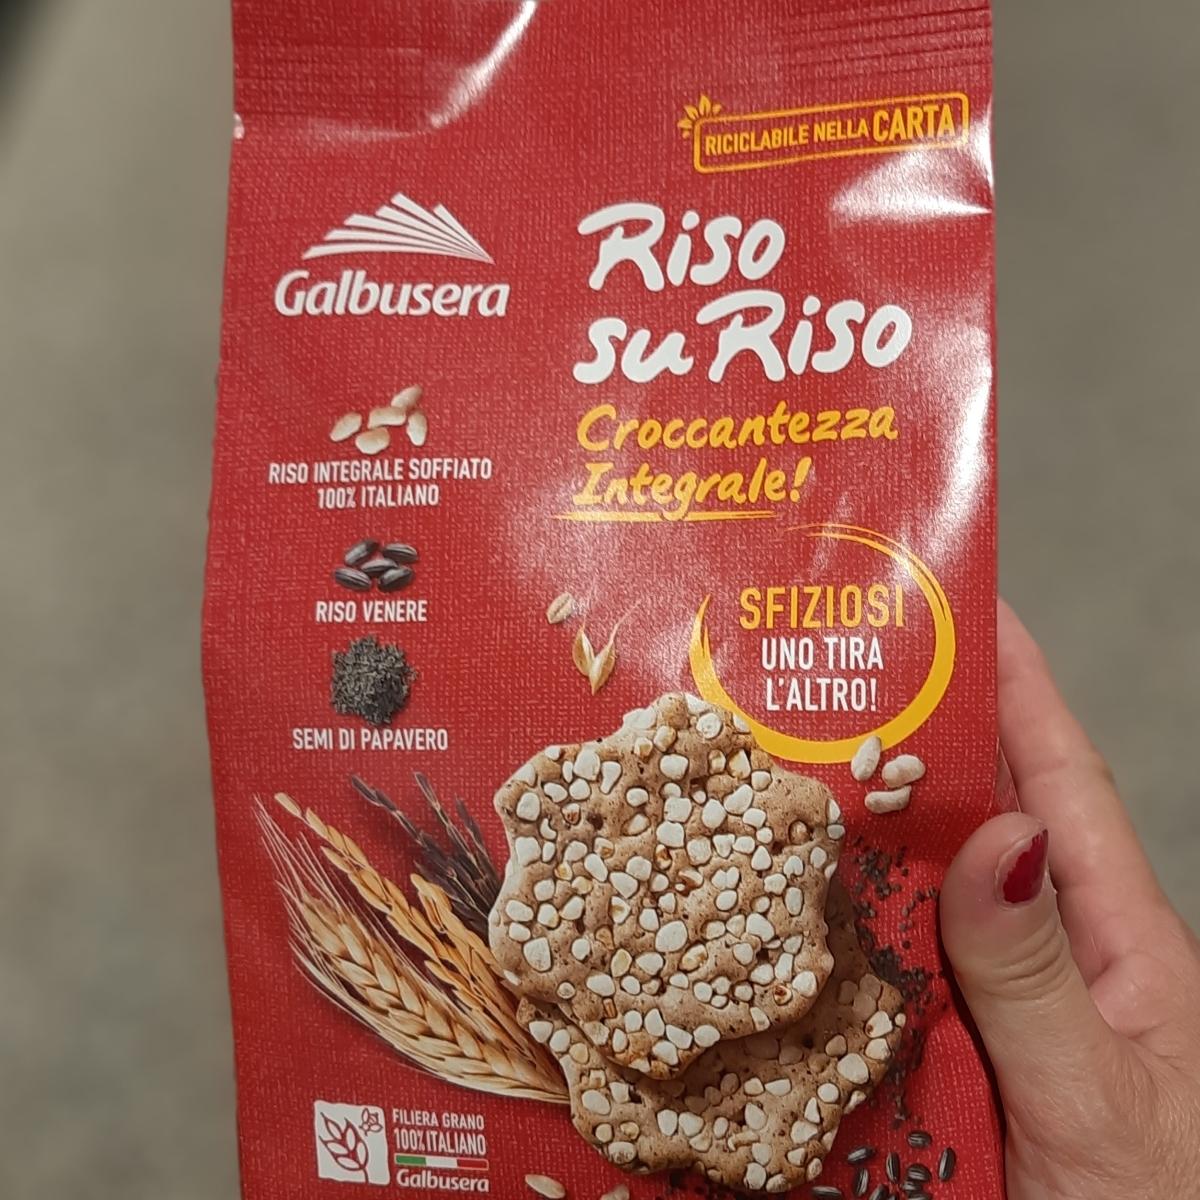 RICICLABILE NELLA CARTA
Galbusera
Riso
su Riso
Croccantezza
Integrale!
RISO INTEGRALE SOFFIATO
100% ITALIANO
RISO VENERE
SEMI DI PAPAVERO
SFIZIOSI
UNO TIRA
L'ALTRO!
FILIERA GRANO
100% ITALIANO
Galbusera